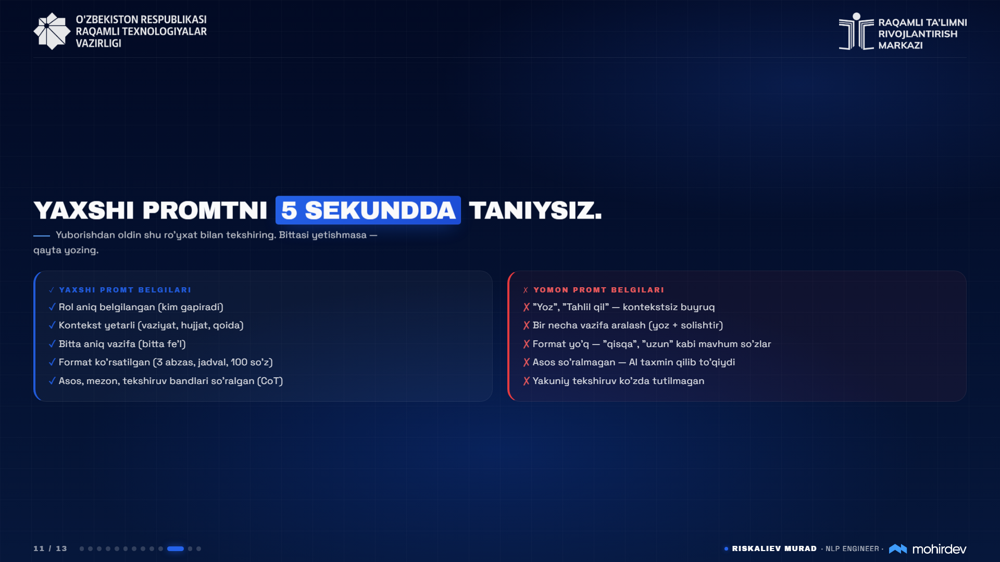 O'ZBEKISTON RESPUBLIKASI
RAQAMLI TEXNOLOGIYALAR
VAZIRLIGI
RAQAMLI TA’LIMNI
RIVOJLANTIRISH
MARKAZI
YAXSHI PROMTNI 5 SEKUNDDA TANIYSIZ.
— Yuborishdan oldin shu ro’yxat bilan tekshiring. Bittasi yetishmasa —
qayta yozing.
✓ YAXSHI PROMT BELGILARI
✓ Rol aniq belgilangan (kim gapiradi)
✓ Kontekst yetarli (vaziyat, hujjat, qoida)
✓ Bitta aniq vazifa (bitta fe’l)
✓ Format ko’rsatilgan (3 abzas, jadval, 100 so’z)
✓ Asos, mezon, tekshiruv bandlari so’ralgan (CoT)
✗ YOMON PROMT BELGILARI
✗ ”Yoz”, ”Tahlil qil” — kontekstsiz buyruq
✗ Bir necha vazifa aralash (yoz + solishtir)
✗ Format yo’q — ”qisqa”, ”uzun” kabi mavhum so’zlar
✗ Asos so’ralmagan — AI taxmin qilib to’qiydi
✗ Yakuniy tekshiruv ko’zda tutilmagan
11 / 13
RISKALIEV MURAD · NLP ENGINEER · mohirdev